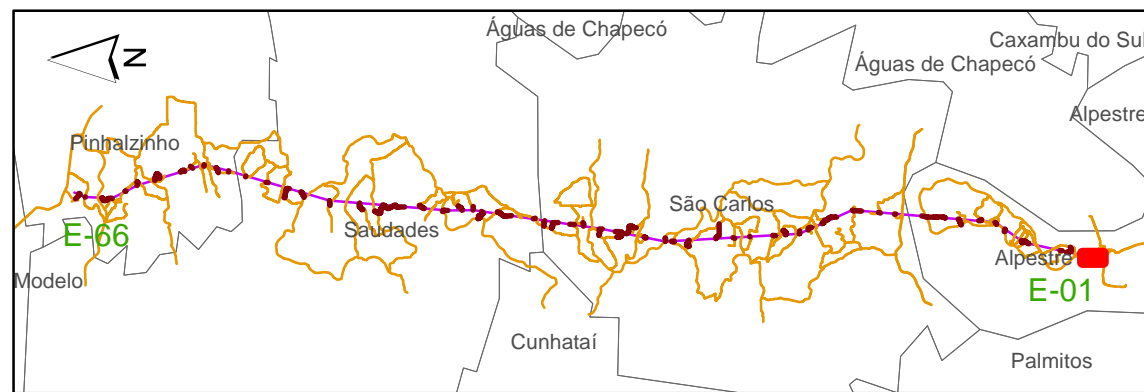 Águas de Chapecó
Caxambu do Sul
Águas de Chapecó
N
Alpestre
Pinhalzinho
São Carlos
E-66
Saudades
Alpestre
Modelo
E-01
Cunhataí
Palmitos